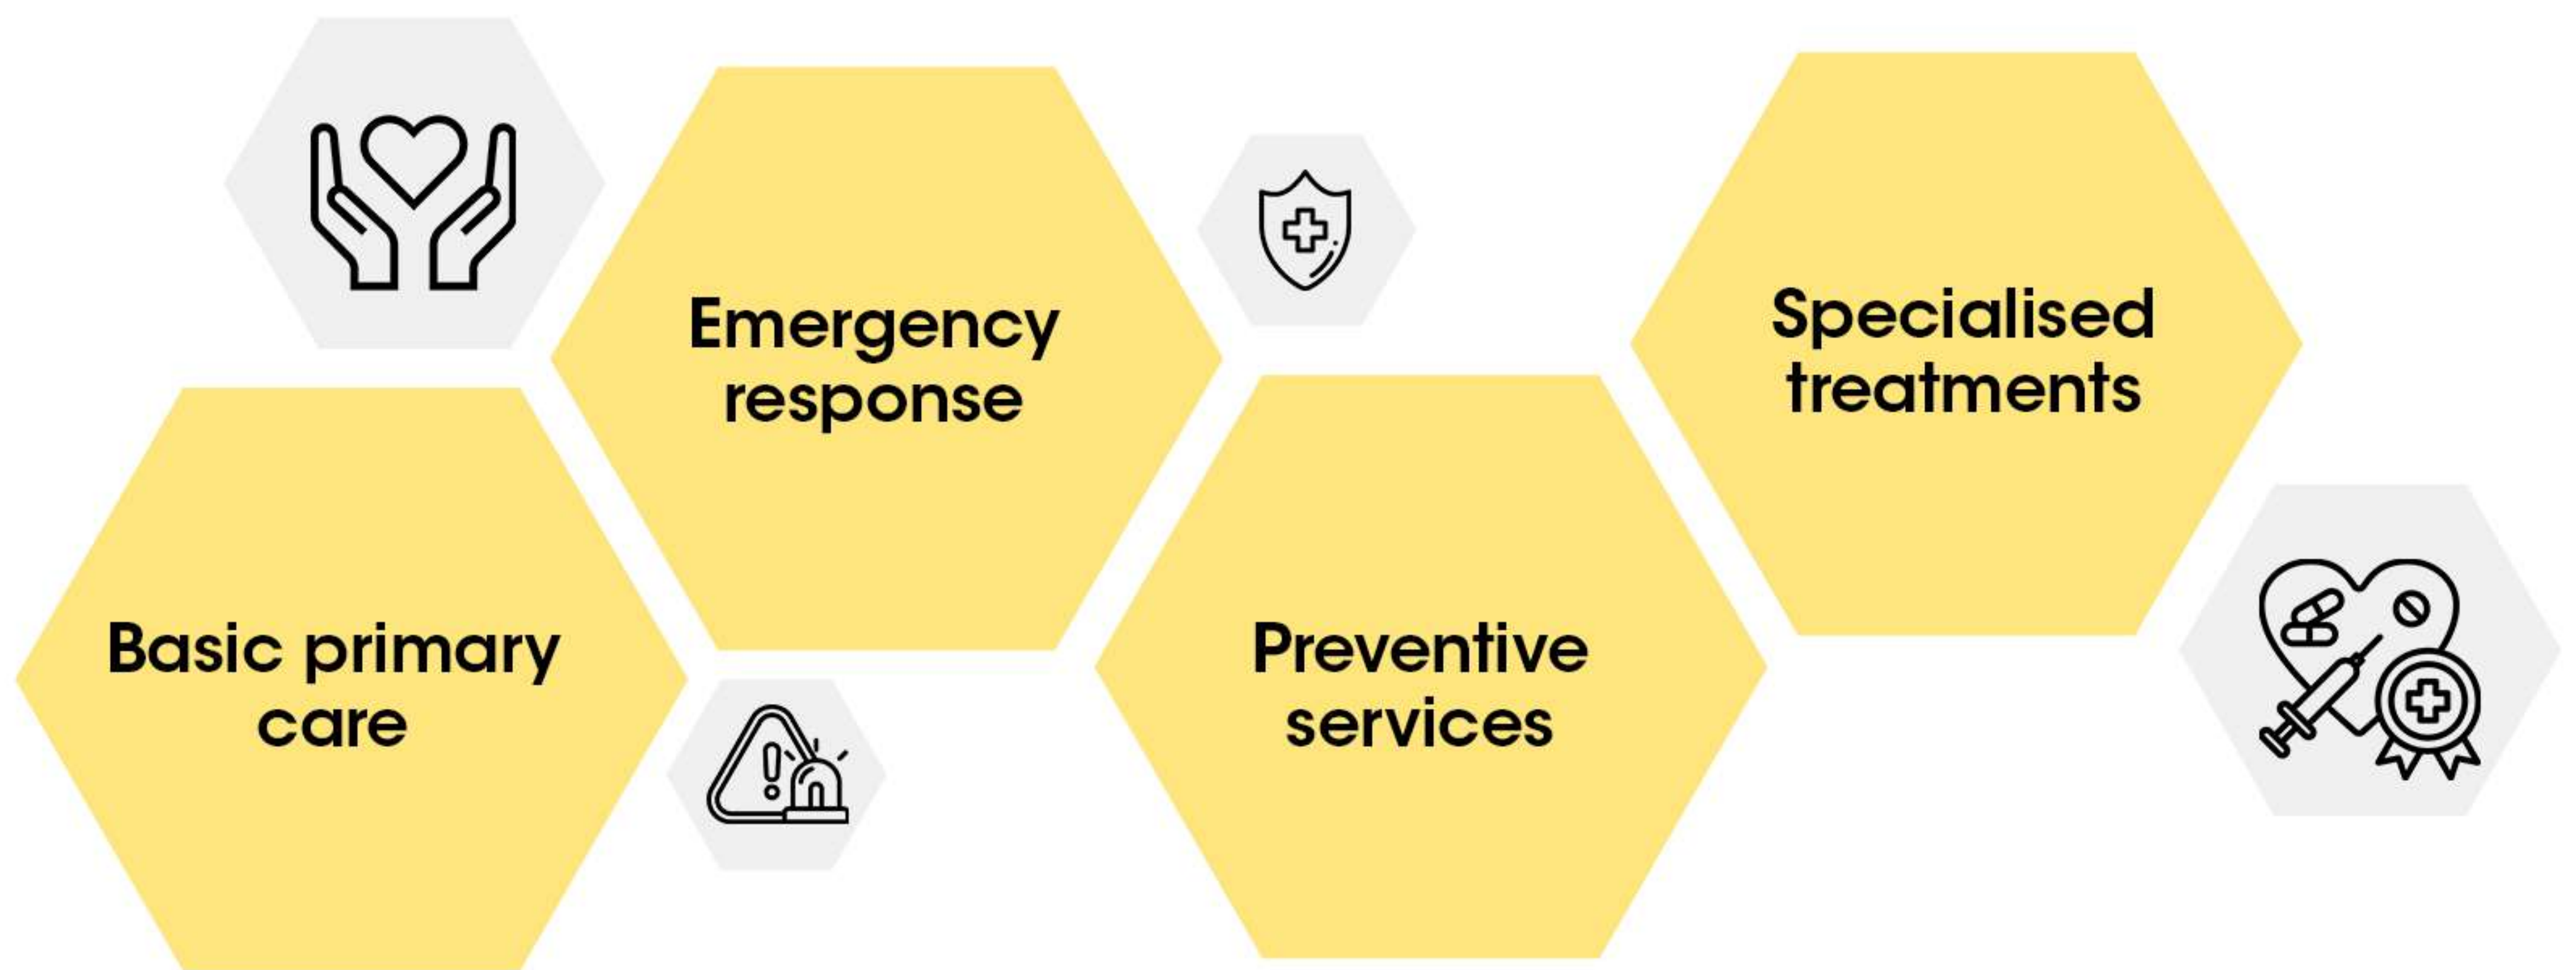 Basic primary
care
Emergency
response
Preventive
services
Specialised
treatments